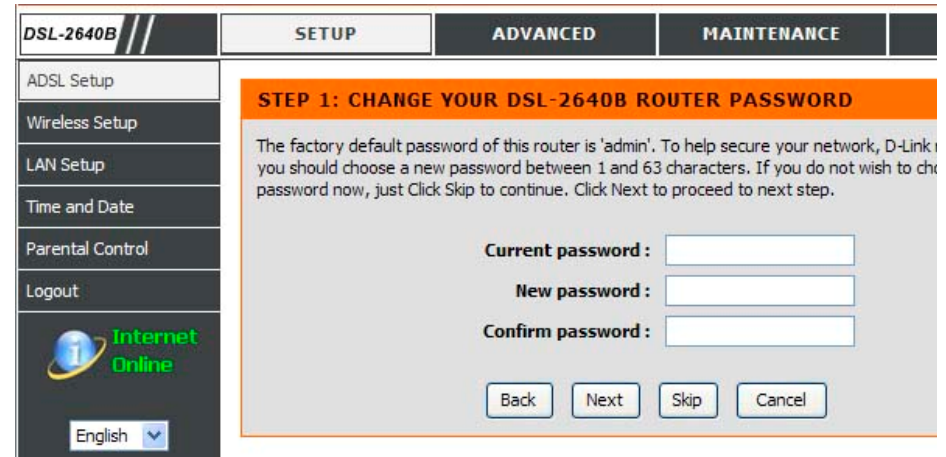 DSL-2640B
SETUP
ADVANCED
MAINTENANCE
ADSL Setup
Wireless Setup
LAN Setup
Time and Date
Parental Control
Logout
Internet
Online
English
STEP 1: CHANGE YOUR DSL-2640B ROUTER PASSWORD
The factory default password of this router is 'admin'. To help secure your network, D-Link
you should choose a new password between 1 and 63 characters. If you do not wish to
password now, just Click Skip to continue. Click Next to proceed to next step.
Current password :
New password :
Confirm password :
Back Next Skip Cancel